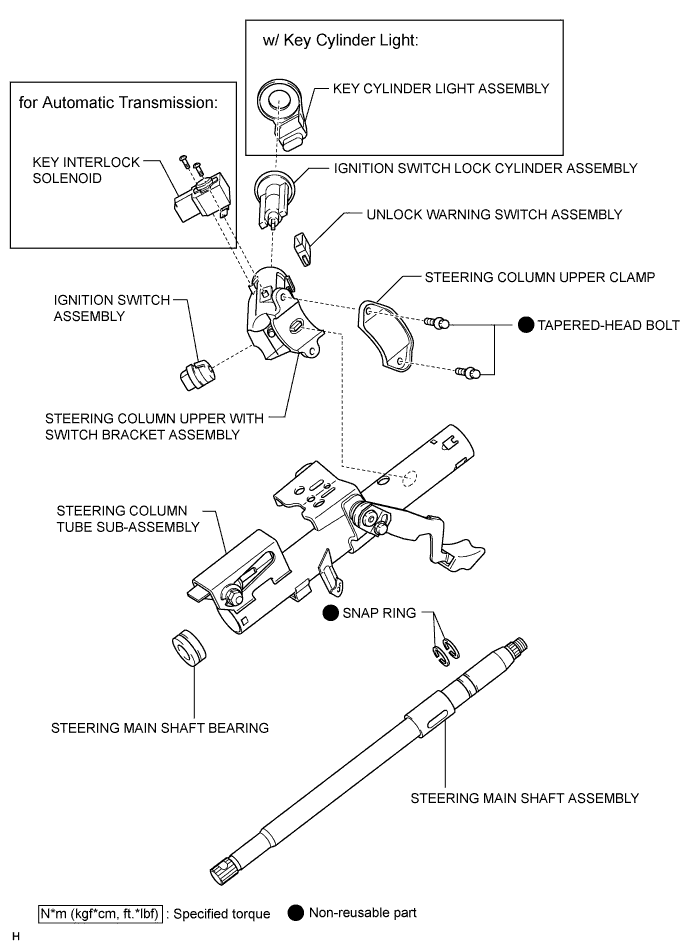 w/ Key Cylinder Light:
KEY CYLINDER LIGHT ASSEMBLY
for Automatic Transmission:
KEY INTERLOCK
SOLENOID
IGNITION SWITCH LOCK CYLINDER ASSEMBLY
UNLOCK WARNING SWITCH ASSEMBLY
STEERING COLUMN UPPER CLAMP
IGNITION SWITCH
ASSEMBLY
TAPERED-HEAD BOLT
STEERING COLUMN UPPER WITH
SWITCH BRACKET ASSEMBLY
STEERING COLUMN
TUBE SUB-ASSEMBLY
SNAP RING
STEERING MAIN SHAFT BEARING
STEERING MAIN SHAFT ASSEMBLY
N*m (kgf*cm, ft.*lbf) : Specified torque
Non-reusable part
H